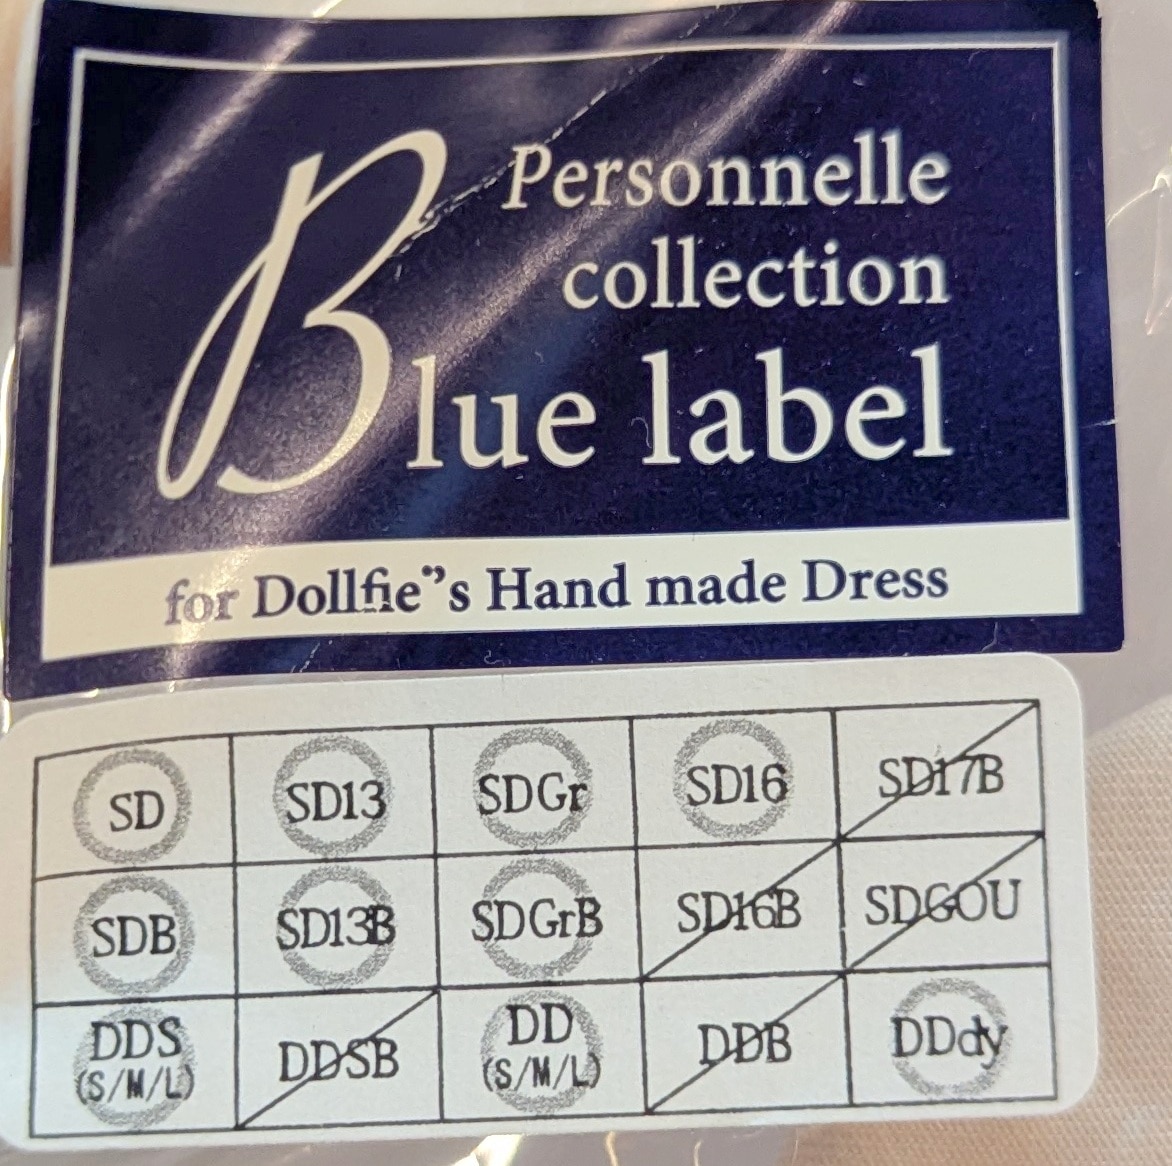 Personnelle
collection
Blue label
for Dollfie”s Hand made Dress
SD SD13 SDGr SD16 SD17B
SDB SD13B SDGrB SD16B SDGOU
DDS DDSB DD DDB DDdy
(S/M/L) (S/M/L)